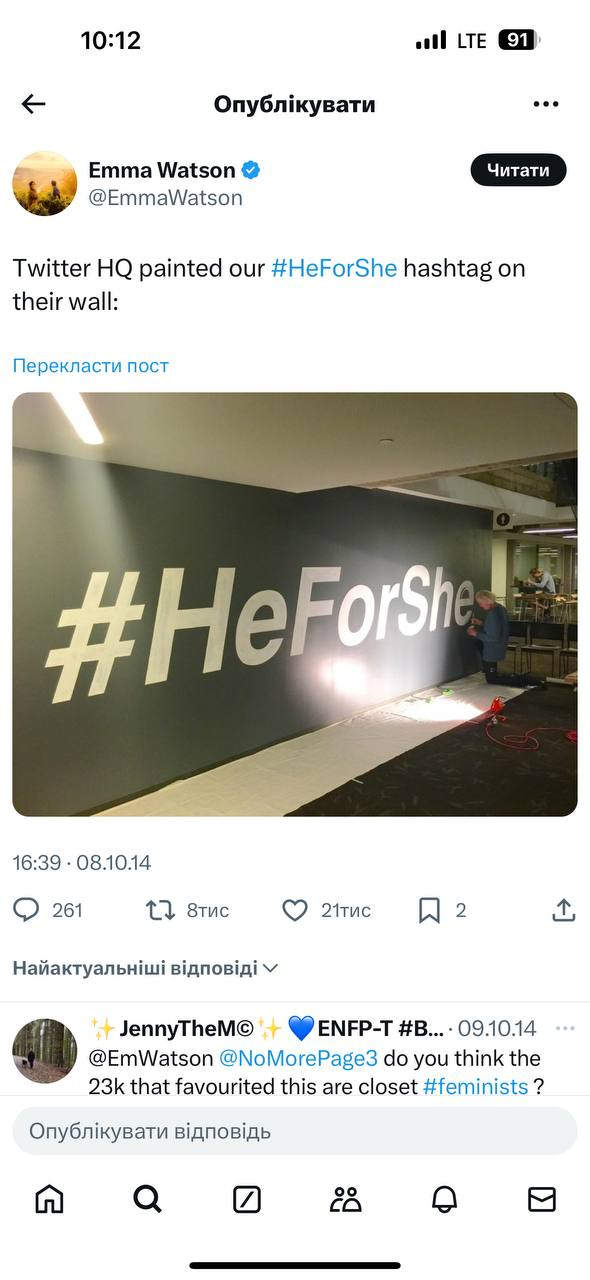 10:12
LTE 91
Опублікувати
Emma Watson
@EmmaWatson
Читати
Twitter HQ painted our #HeForShe hashtag on
their wall:
Перекласти пост
#HeForShe
16:39 · 08.10.14
261 8тис 21тис 2
Найактуальніші відповіді
✨JennyTheM©✨ 💙ENFP-T #B... · 09.10.14
@EmWatson @NoMorePage3 do you think the
23k that favourited this are closet #feminists ?
Опублікувати відповідь